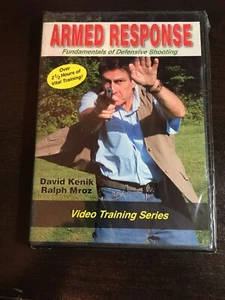 ARMED RESPONSE
Fundamentals of Defensive Shooting
Over
2½ Hours of
Vital Training!
David Kenik
Ralph Mroz
Video Training Series